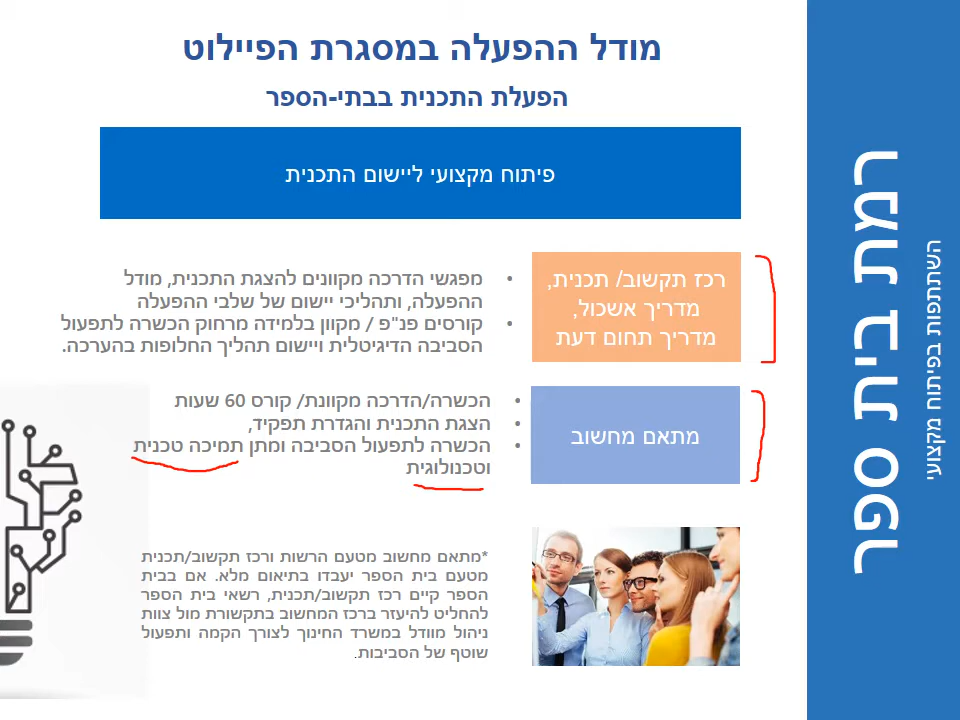 מודל ההפעלה במסגרת הפיילוט
הפעלת התכנית בבתי-הספר
פיתוח מקצועי ליישום התכנית
רכז תקשוב/ תכנית,
מדריך אשכול,
מדריך תחום דעת
• מפגשי הדרכה מקוונים להצגת התכנית, מודל
ההפעלה, ותהליכי יישום של שלבי ההפעלה
• קורסים פנ"פ / מקוון בלמידה מרחוק הכשרה לתפעול
הסביבה הדיגיטלית ויישום תהליך החלופות בהערכה.
מתאם מחשוב
• הכשרה/הדרכה מקוונת/ קורס 60 שעות
• הצגת התכנית והגדרת תפקיד,
• הכשרה לתפעול הסביבה ומתן תמיכה טכנית
וטכנולוגית
*מתאם מחשוב מטעם הרשות ורכז תקשוב/תכנית
מטעם בית הספר יעבדו בתיאום מלא. אם בבית
הספר קיים רכז תקשוב/תכנית, רשאי בית הספר
להחליט להיעזר ברכז המחשוב בתקשורת מול צוות
ניהול מוודל במשרד החינוך לצורך הקמה ותפעול
שוטף של הסביבות.
רמת בית ספר
השתתפות בפיתוח מקצועי